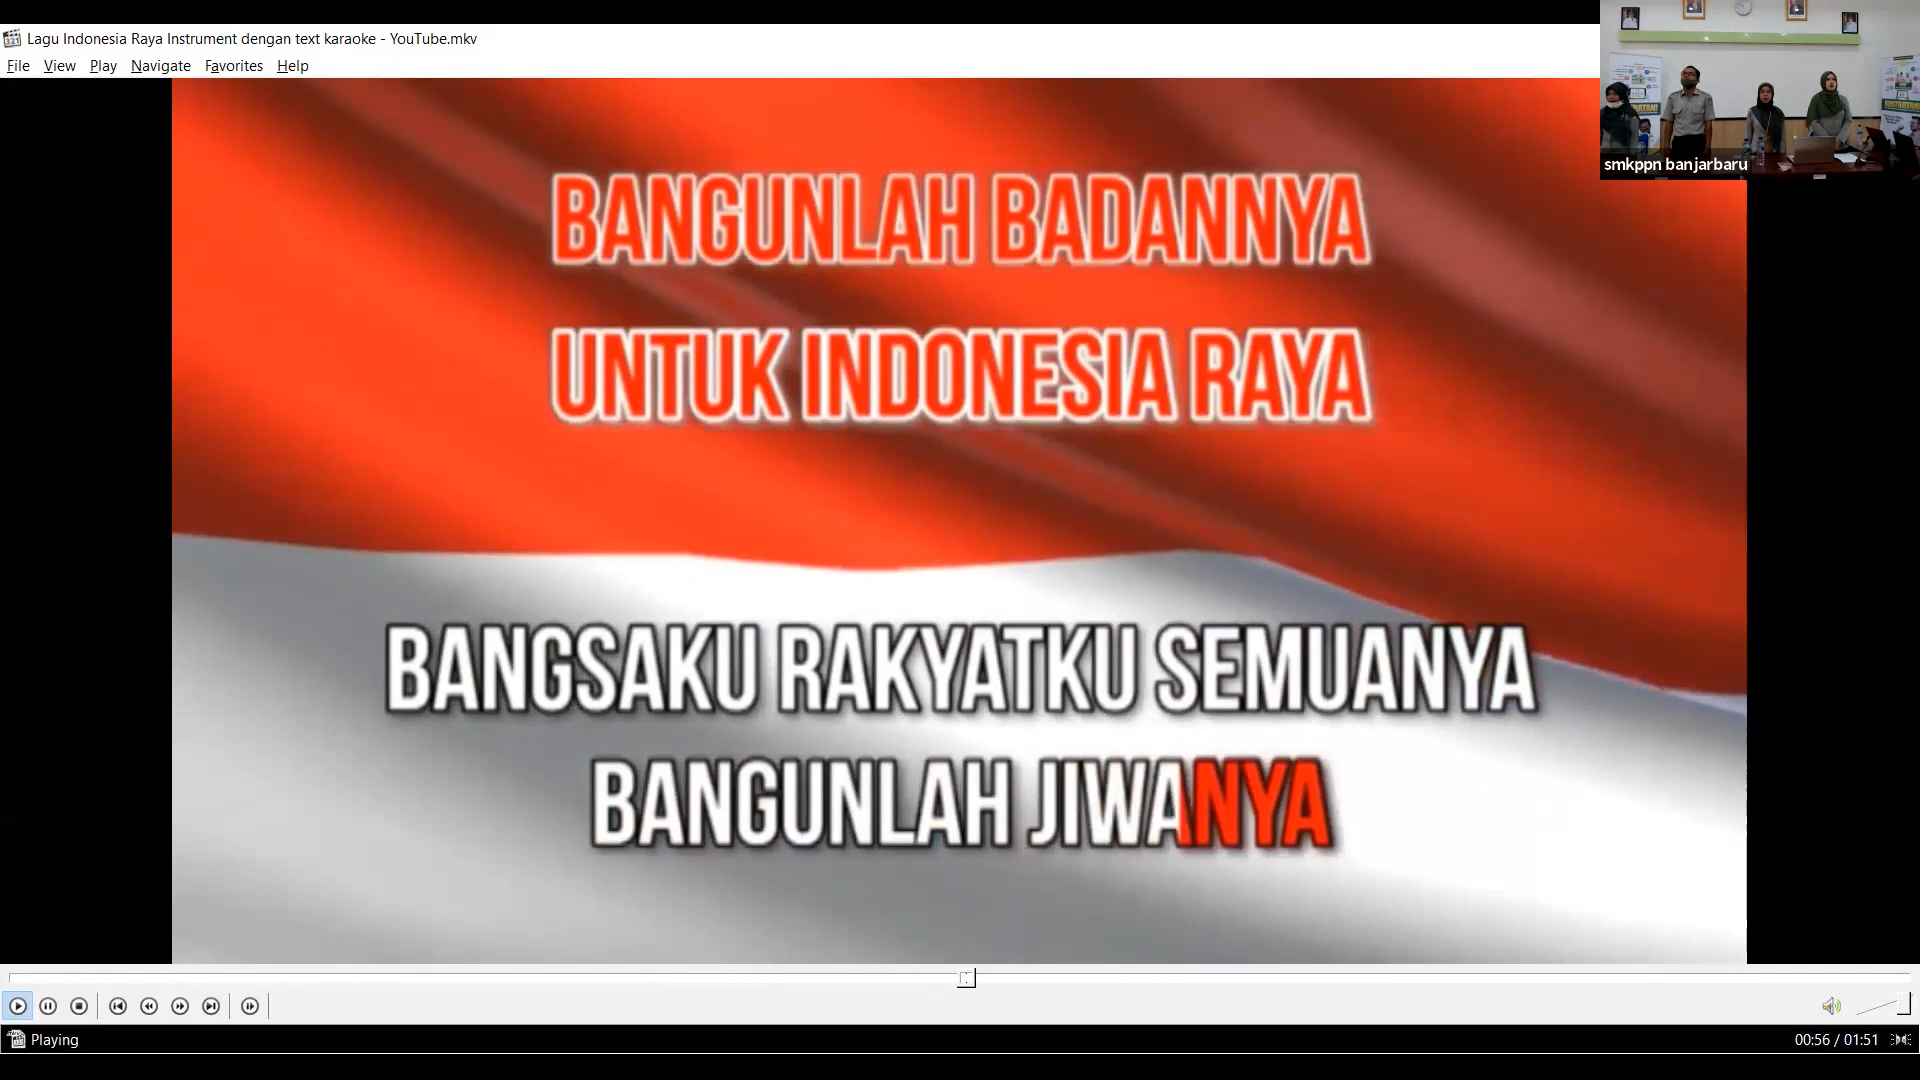 Lagu Indonesia Raya Instrument dengan text karaoke - YouTube.mkv
File View Play Navigate Favorites Help
smkppn banjarbaru
BANGUNLAH BADANNYA
UNTUK INDONESIA RAYA
BANGSAKU RAKYATKU SEMUANYA
BANGUNLAH JIWANYA
Playing
00:56 / 01:51